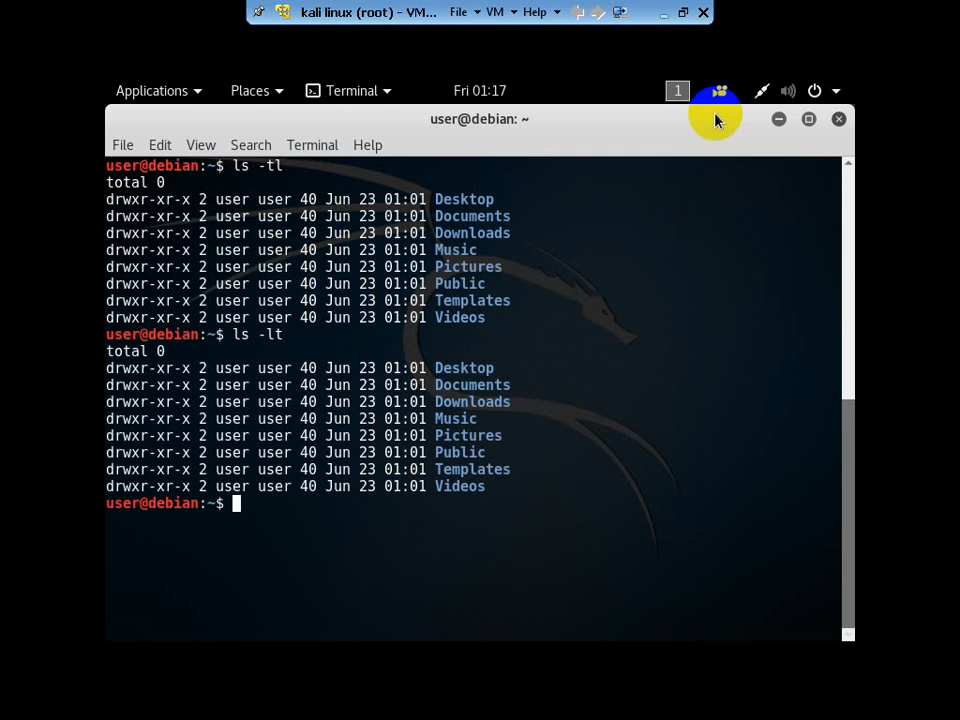 kali linux (root) - VM... File VM Help
Applications Places Terminal Fri 01:17 1
user@debian: ~
File Edit View Search Terminal Help
user@debian:~$ ls -tl
total 0
drwxr-xr-x 2 user user 40 Jun 23 01:01 Desktop
drwxr-xr-x 2 user user 40 Jun 23 01:01 Documents
drwxr-xr-x 2 user user 40 Jun 23 01:01 Downloads
drwxr-xr-x 2 user user 40 Jun 23 01:01 Music
drwxr-xr-x 2 user user 40 Jun 23 01:01 Pictures
drwxr-xr-x 2 user user 40 Jun 23 01:01 Public
drwxr-xr-x 2 user user 40 Jun 23 01:01 Templates
drwxr-xr-x 2 user user 40 Jun 23 01:01 Videos
user@debian:~$ ls -lt
total 0
drwxr-xr-x 2 user user 40 Jun 23 01:01 Desktop
drwxr-xr-x 2 user user 40 Jun 23 01:01 Documents
drwxr-xr-x 2 user user 40 Jun 23 01:01 Downloads
drwxr-xr-x 2 user user 40 Jun 23 01:01 Music
drwxr-xr-x 2 user user 40 Jun 23 01:01 Pictures
drwxr-xr-x 2 user user 40 Jun 23 01:01 Public
drwxr-xr-x 2 user user 40 Jun 23 01:01 Templates
drwxr-xr-x 2 user user 40 Jun 23 01:01 Videos
user@debian:~$